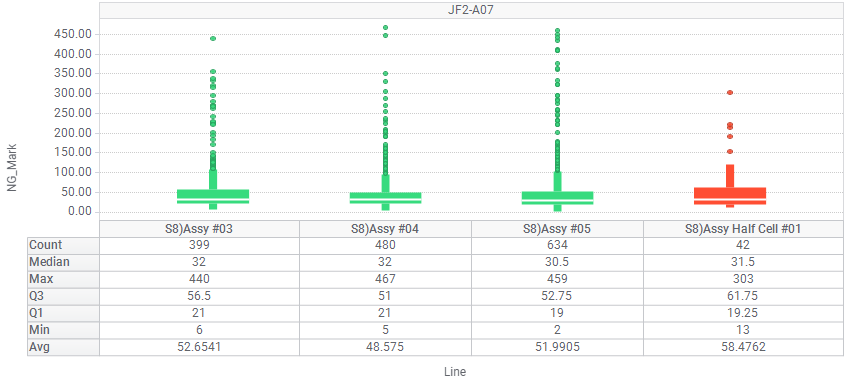 JF2-A07
450.00
400.00
350.00
300.00
250.00
200.00
150.00
100.00
50.00
0.00
NG_Mark
S8)Assy #03 S8)Assy #04 S8)Assy #05 S8)Assy Half Cell #01
Count 399 480 634 42
Median 32 32 30.5 31.5
Max 440 467 459 303
Q3 56.5 51 52.75 61.75
Q1 21 21 19 19.25
Min 6 5 2 13
Avg 52.6541 48.575 51.9905 58.4762
Line